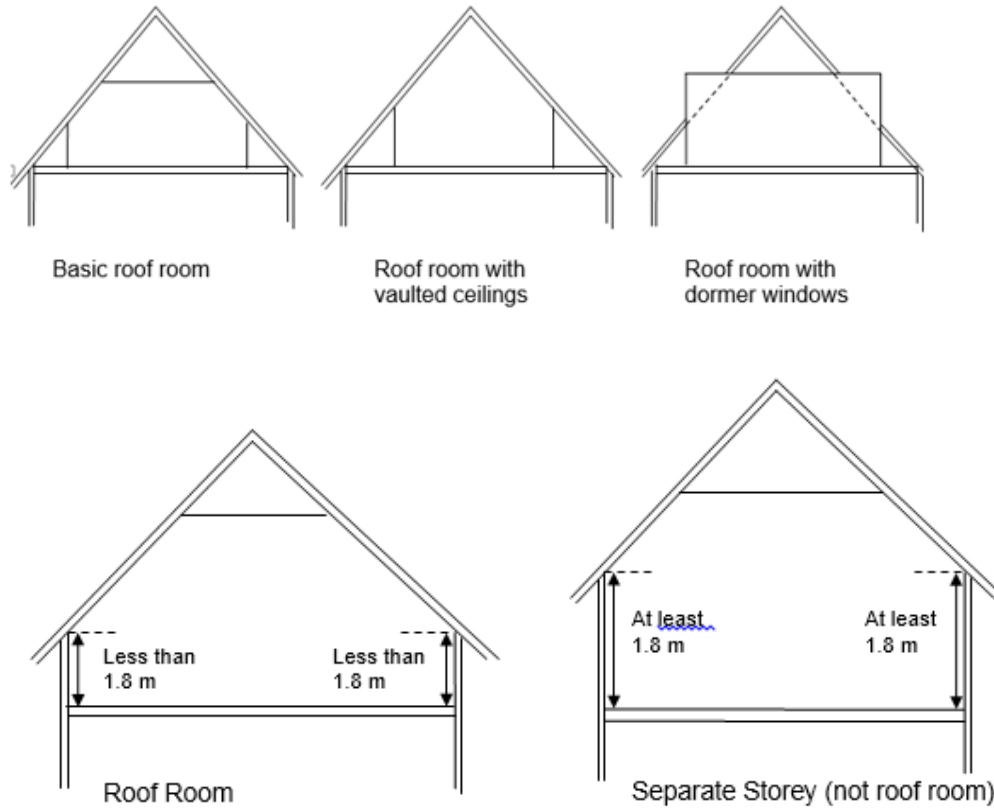 Basic roof room
Roof room with
vaulted ceilings
Roof room with
dormer windows
Less than
1.8 m
Less than
1.8 m
Roof Room
At least
1.8 m
At least
1.8 m
Separate Storey (not roof room)